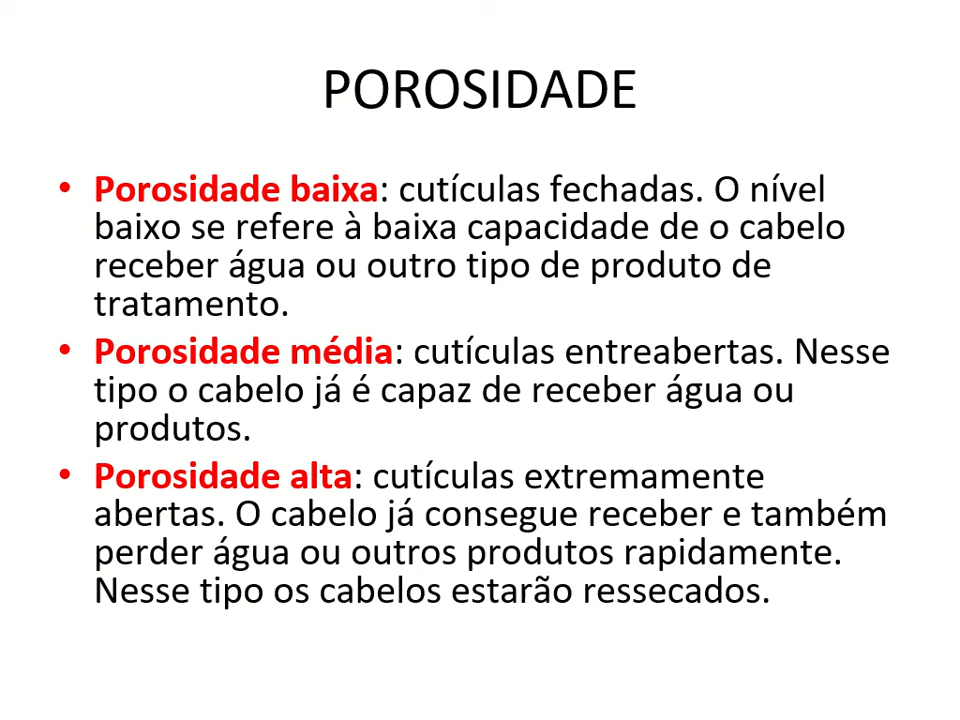 POROSIDADE
• Porosidade baixa: cutículas fechadas. O nível
baixo se refere à baixa capacidade de o cabelo
receber água ou outro tipo de produto de
tratamento.
• Porosidade média: cutículas entreabertas. Nesse
tipo o cabelo já é capaz de receber água ou
produtos.
• Porosidade alta: cutículas extremamente
abertas. O cabelo já consegue receber e também
perder água ou outros produtos rapidamente.
Nesse tipo os cabelos estarão ressecados.